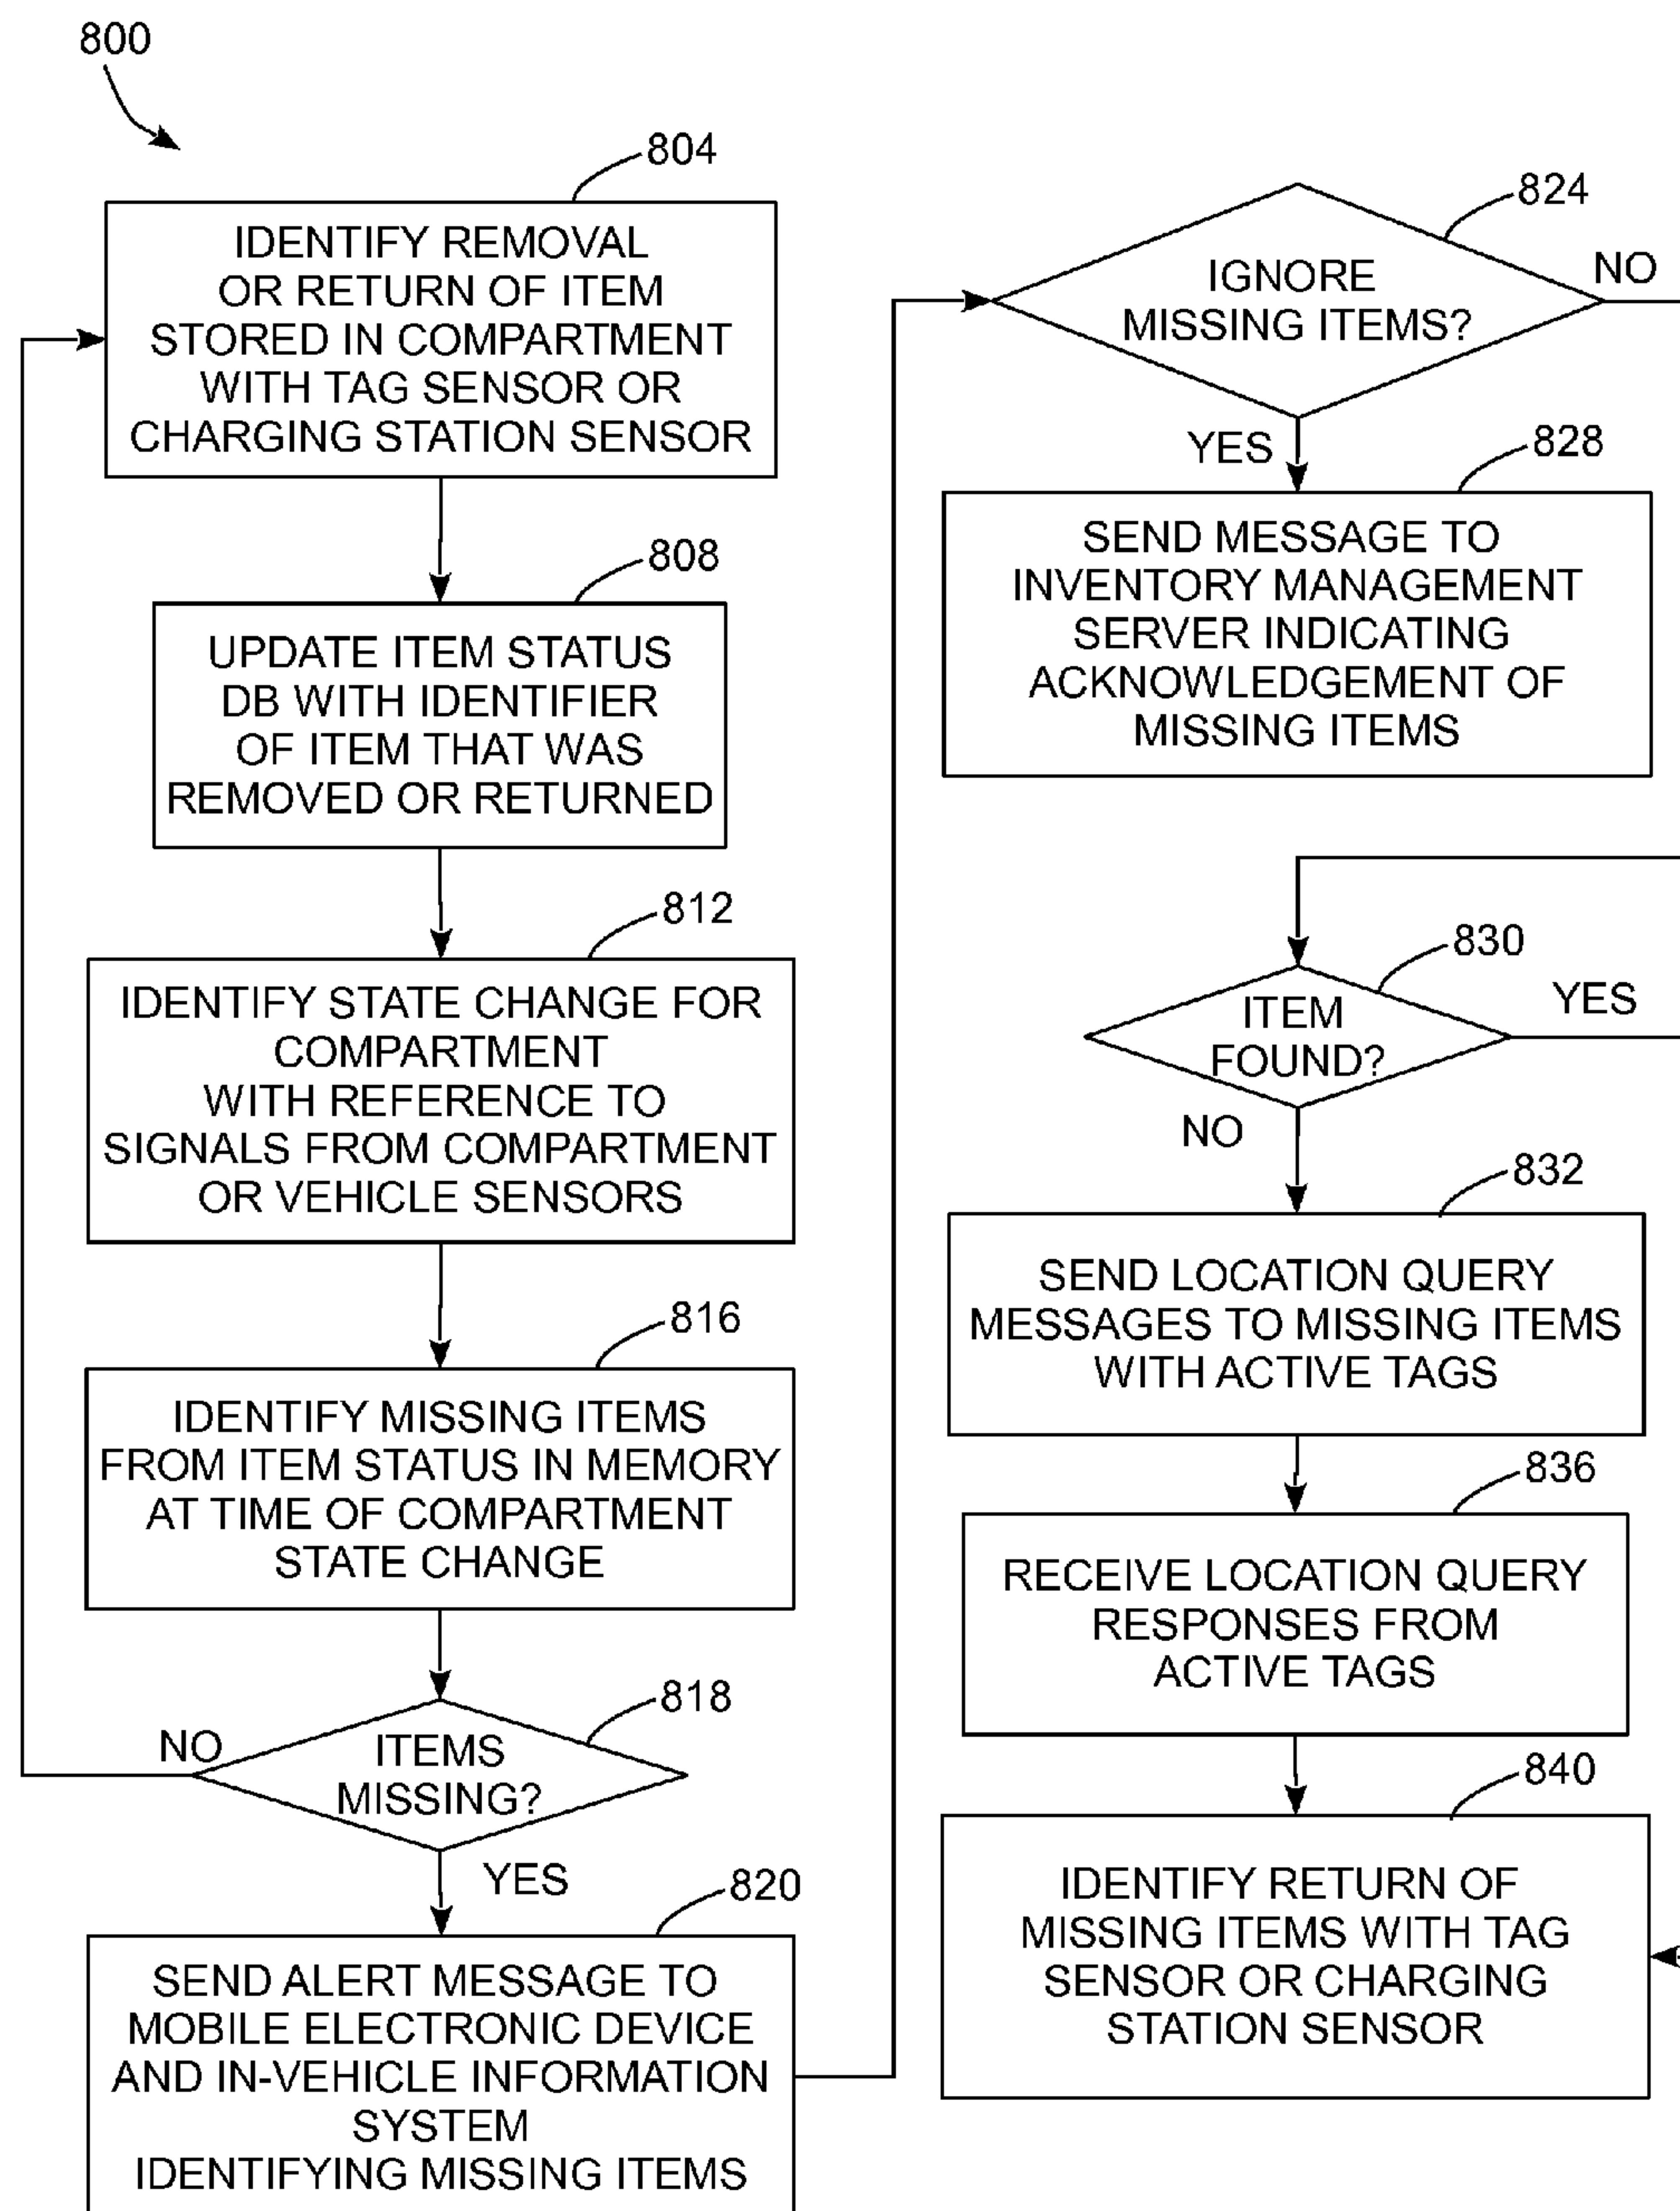 800
804
IDENTIFY REMOVAL
OR RETURN OF ITEM
STORED IN COMPARTMENT
WITH TAG SENSOR OR
CHARGING STATION SENSOR
808
UPDATE ITEM STATUS
DB WITH IDENTIFIER
OF ITEM THAT WAS
REMOVED OR RETURNED
812
IDENTIFY STATE CHANGE FOR
COMPARTMENT
WITH REFERENCE TO
SIGNALS FROM COMPARTMENT
OR VEHICLE SENSORS
816
IDENTIFY MISSING ITEMS
FROM ITEM STATUS IN MEMORY
AT TIME OF COMPARTMENT
STATE CHANGE
818
NO
ITEMS
MISSING?
YES
820
SEND ALERT MESSAGE TO
MOBILE ELECTRONIC DEVICE
AND IN-VEHICLE INFORMATION
SYSTEM
IDENTIFYING MISSING ITEMS
824
IGNORE
MISSING ITEMS?
NO
YES
828
SEND MESSAGE TO
INVENTORY MANAGEMENT
SERVER INDICATING
ACKNOWLEDGEMENT OF
MISSING ITEMS
830
ITEM
FOUND?
YES
NO
832
SEND LOCATION QUERY
MESSAGES TO MISSING ITEMS
WITH ACTIVE TAGS
836
RECEIVE LOCATION QUERY
RESPONSES FROM
ACTIVE TAGS
840
IDENTIFY RETURN OF
MISSING ITEMS WITH TAG
SENSOR OR CHARGING
STATION SENSOR